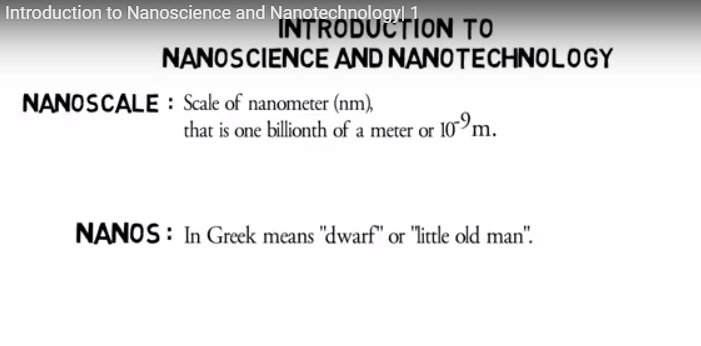 Introduction to Nanoscience and Nanotechnology| 1
INTRODUCTION TO
NANOSCIENCE AND NANOTECHNOLOGY
NANOSCALE : Scale of nanometer (nm),
that is one billionth of a meter or 10⁻⁹m.
NANOS : In Greek means "dwarf" or "little old man".